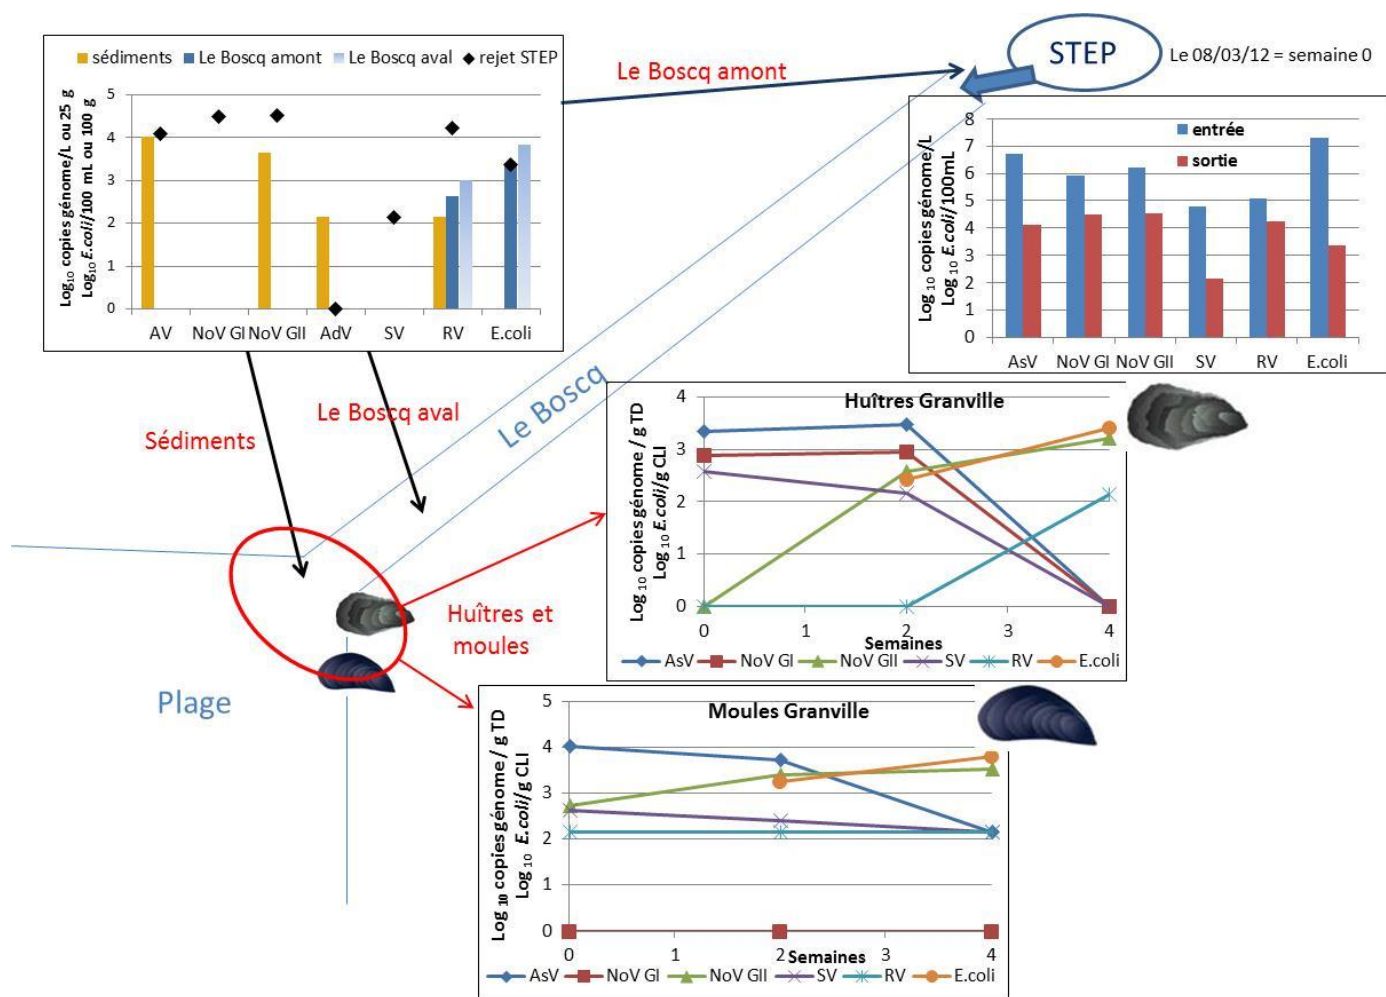 sédiments Le Boscq amont Le Boscq aval rejet STEP
Log10 copies génome/L ou 25 g
Log10 E.coli/100 mL ou 100 g
5
4
3
2
1
0
AV NoV GI NoV GII AdV SV RV E.coli
Le Boscq amont
STEP
Le 08/03/12 = semaine 0
Log 10 copies génome/L
Log 10 E.coli/100mL
8
7
6
5
4
3
2
1
0
entrée
sortie
AsV NoV GI NoV GII SV RV E.coli
Sédiments
Le Boscq aval
Le Boscq
Huîtres Granville
Log 10 copies génome / g TD
Log 10 E.coli/g CLI
4
3
2
1
0
0 1 2 3 4
Semaines
AsV NoV GI NoV GII SV RV E.coli
Huîtres et
moules
Plage
Moules Granville
Log 10 copies génome / g TD
Log 10 E.coli/g CLI
5
4
3
2
1
0
0 1 2 3 4
Semaines
AsV NoV GI NoV GII SV RV E.coli